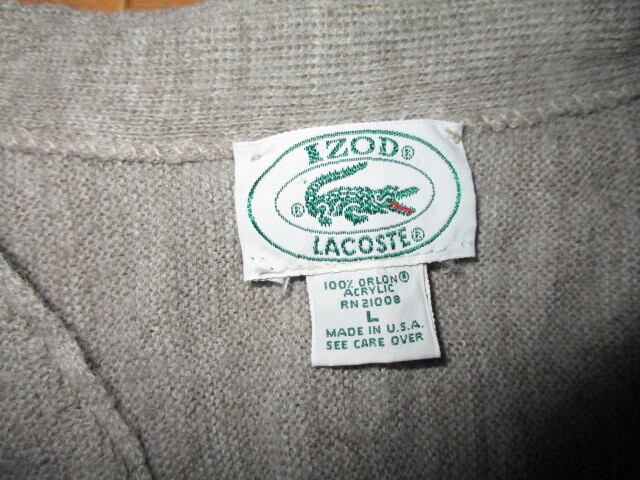 IZOD®
®
LACOSTE®
100% ORLON®
ACRYLIC
RN 21008
L
MADE IN U.S.A.
SEE CARE OVER